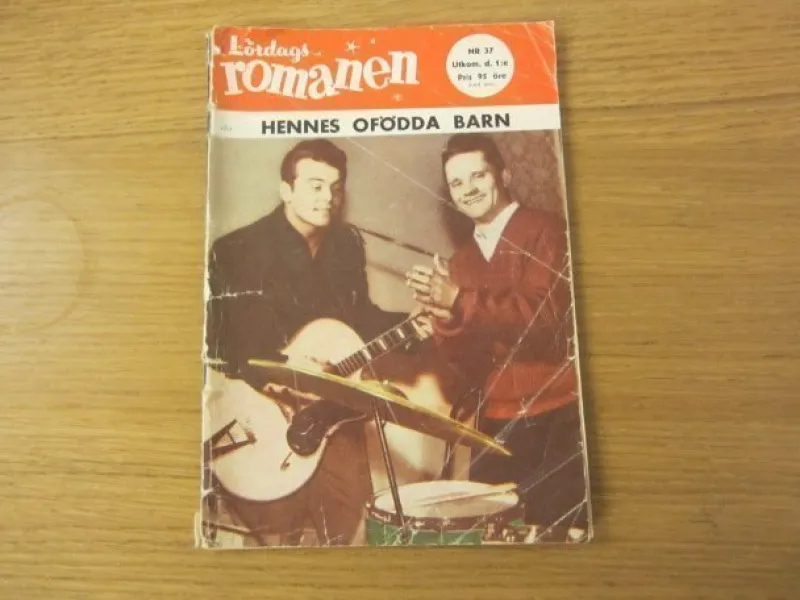 Lördags
romanen
NR 37
Utkom. d. 1:e
Pris 95 öre
HENNES OFÖDDA BARN